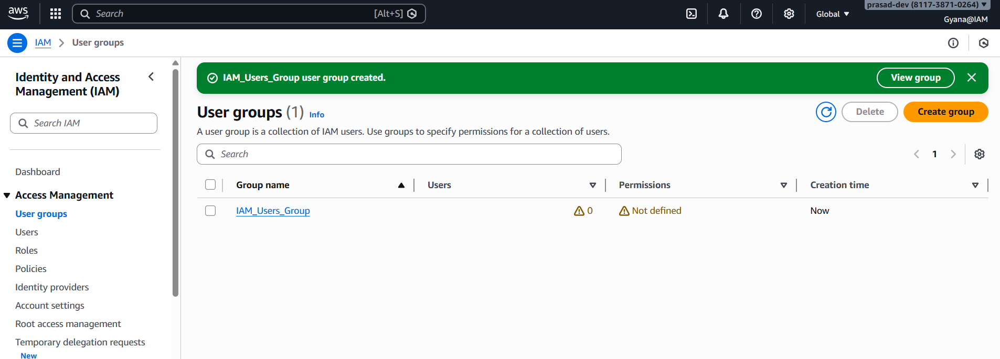 aws
Search
[Alt+S]
Global
prasad-dev (8117-3871-0264)
Gyana@IAM
IAM
User groups
Identity and Access
Management (IAM)
Search IAM
Dashboard
Access Management
User groups
Users
Roles
Policies
Identity providers
Account settings
Root access management
Temporary delegation requests
New
IAM_Users_Group user group created.
View group
User groups (1) Info
Delete
Create group
A user group is a collection of IAM users. Use groups to specify permissions for a collection of users.
Search
1
Group name Users Permissions Creation time
IAM_Users_Group 0 Not defined Now